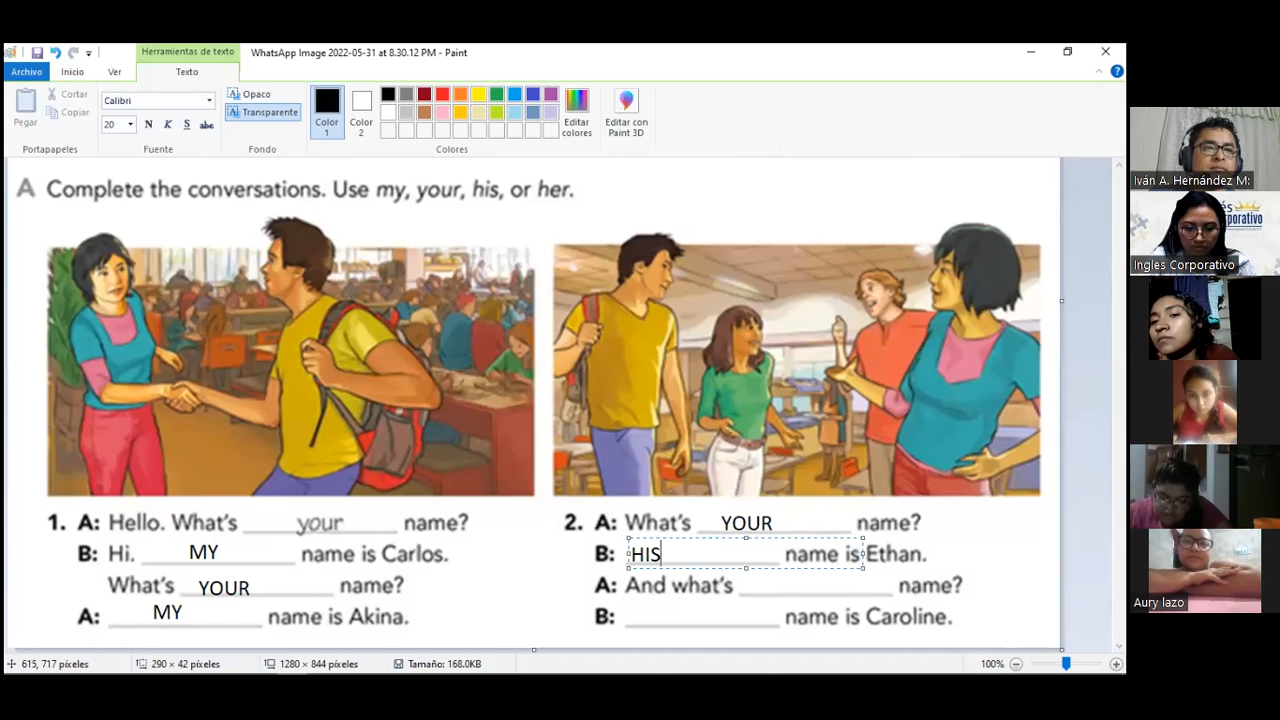 Herramientas de texto
WhatsApp Image 2022-05-31 at 8.30.12 PM - Paint
Archivo Inicio Ver Texto
Pegar
Cortar
Copiar
Portapapeles
Calibri
20 N K S abc
Fuente
Opaco
Transparente
Fondo
Color 1
Color 2
Editar colores
Editar con Paint 3D
Colores
A Complete the conversations. Use my, your, his, or her.
1. A: Hello. What's your name?
B: Hi. MY name is Carlos.
What's YOUR name?
A: MY name is Akina.
2. A: What's YOUR name?
B: HIS name is Ethan.
A: And what's name?
B: name is Caroline.
615, 717 píxeles
290 × 42 píxeles
1280 × 844 píxeles
Tamaño: 168.0KB
100%
Iván A. Hernández M:
Ingles Corporativo
Aury lazo